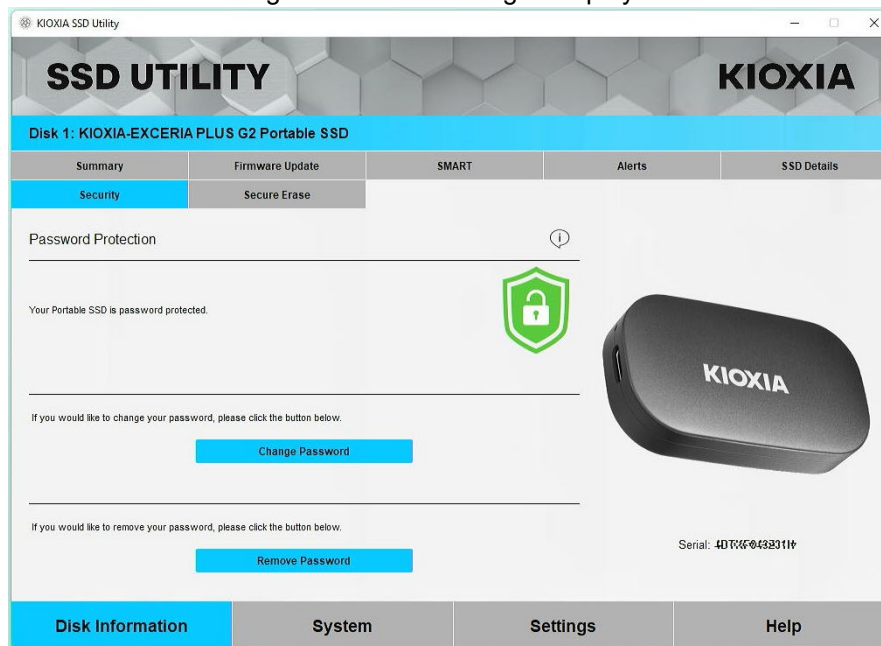 KIOXIA SSD Utility
SSD UTILITY
KIOXIA
Disk 1: KIOXIA-EXCERIA PLUS G2 Portable SSD
Summary
Firmware Update
SMART
Alerts
SSD Details
Security
Secure Erase
Password Protection
Your Portable SSD is password protected.
If you would like to change your password, please click the button below.
Change Password
If you would like to remove your password, please click the button below.
Remove Password
KIOXIA
Serial:
Disk Information
System
Settings
Help